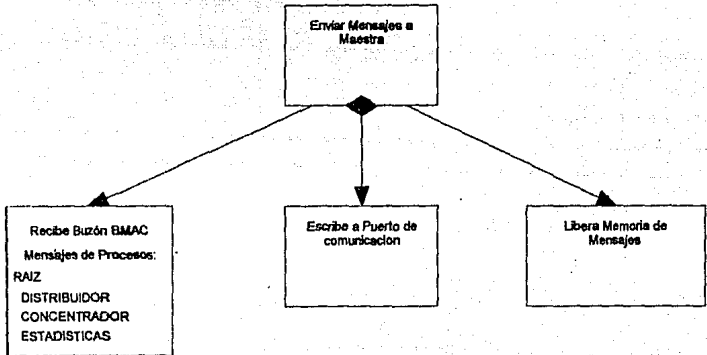 Enviar Mensajes a
Maestra
Recibe Buzón BMAC
Mensajes de Procesos:
RAIZ
DISTRIBUIDOR
CONCENTRADOR
ESTADISTICAS
Escribe a Puerto de
comunicacion
Libera Memoria de
Mensajes